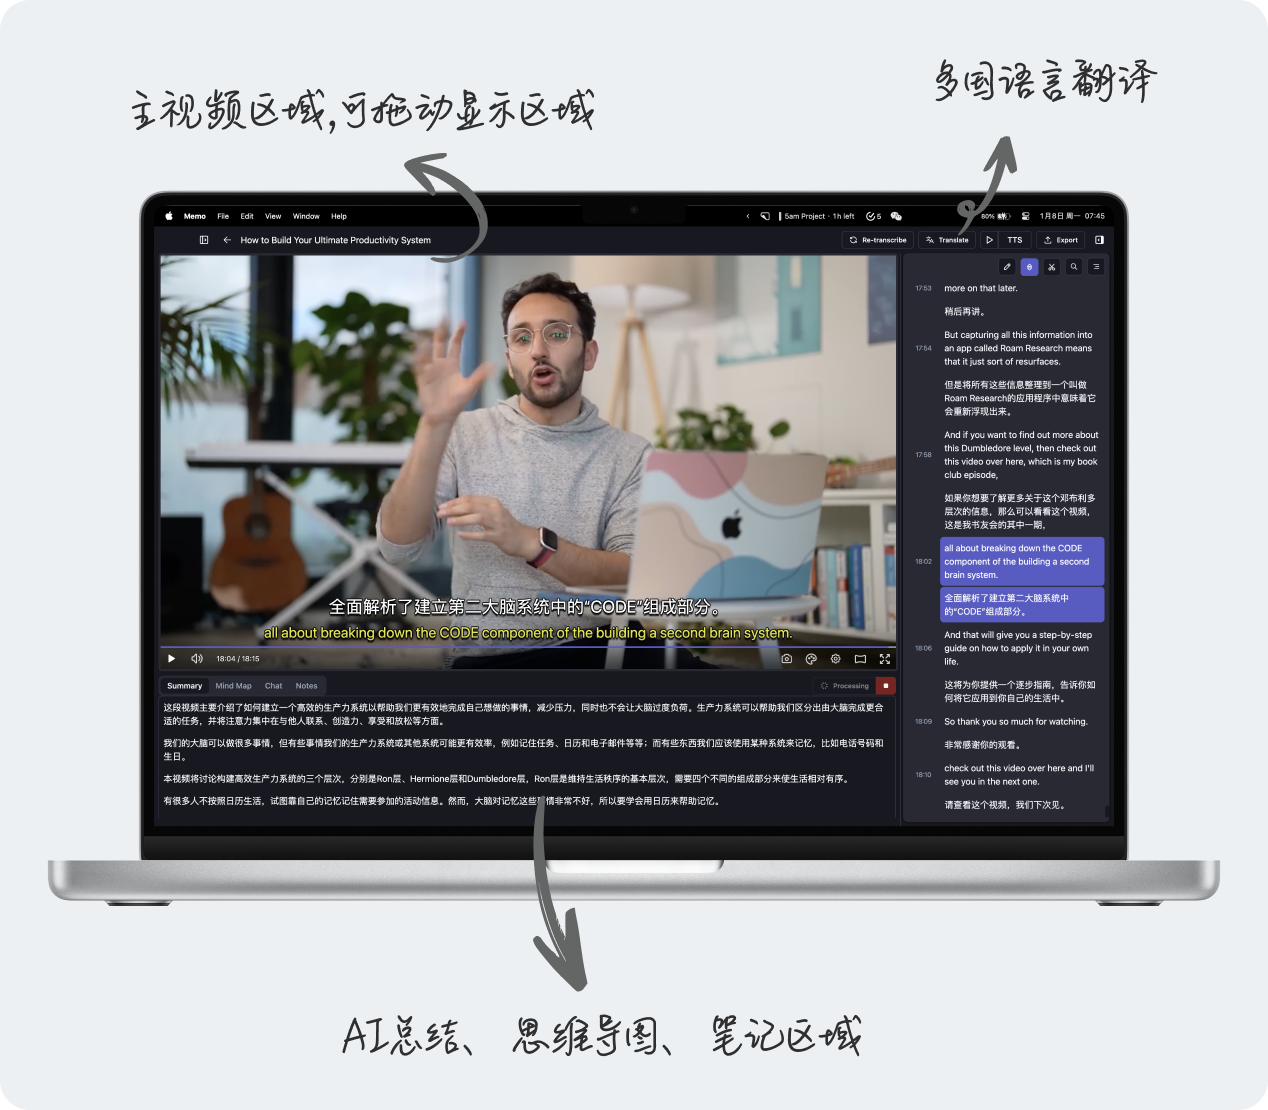 主视频区域,可拖动显示区域
多国语言翻译
Memo File Edit View Window Help
5am Project · 1h left 5 80% 1月8日 周一 07:45
How to Build Your Ultimate Productivity System
Re-transcribe Translate TTS Export
全面解析了建立第二大脑系统中的“CODE”组成部分。
all about breaking down the CODE component of the building a second brain system.
18:04 / 18:15
Summary Mind Map Chat Notes Processing
这段视频主要介绍了如何建立一个高效的生产力系统以帮助我们更有效地完成自己想做的事情，减少压力，同时也不会让大脑过度负荷。生产力系统可以帮助我们区分出由大脑完成更合
适的任务，并将注意力集中在与他人联系、创造力、享受和放松等方面。
我们的大脑可以做很多事情，但有些事情我们的生产力系统或其他系统可能更有效率，例如记住任务、日历和电子邮件等等；而有些东西我们应该使用某种系统来记忆，比如电话号码和
生日。
本视频将讨论构建高效生产力系统的三个层次，分别是Ron层、Hermione层和Dumbledore层，Ron层是维持生活秩序的基本层次，需要四个不同的组成部分来使生活相对有序。
有很多人不按照日历生活，试图靠自己的记忆记住需要参加的活动信息。然而，大脑对记忆这些事情非常不好，所以要学会用日历来帮助记忆。
17:53 more on that later.
稍后再讲。
But capturing all this information into
17:54 an app called Roam Research means
that it just sort of resurfaces.
但是将所有这些信息整理到一个叫做
Roam Research的应用程序中意味着它
会重新浮现出来。
And if you want to find out more about
17:58 this Dumbledore level, then check out
this video over here, which is my book
club episode,
如果你想要了解更多关于这个邓布利多
层次的信息，那么可以看看这个视频，
这是我书友会的其中一期，
all about breaking down the CODE
18:02 component of the building a second
brain system.
全面解析了建立第二大脑系统中
的“CODE”组成部分。
And that will give you a step-by-step
18:06 guide on how to apply it in your own
life.
这将为你提供一个逐步指南，告诉你如
何将它应用到你自己的生活中。
18:09 So thank you so much for watching.
非常感谢你的观看。
18:10 check out this video over here and I'll
see you in the next one.
请查看这个视频，我们下次见。
AI总结、思维导图、笔记区域